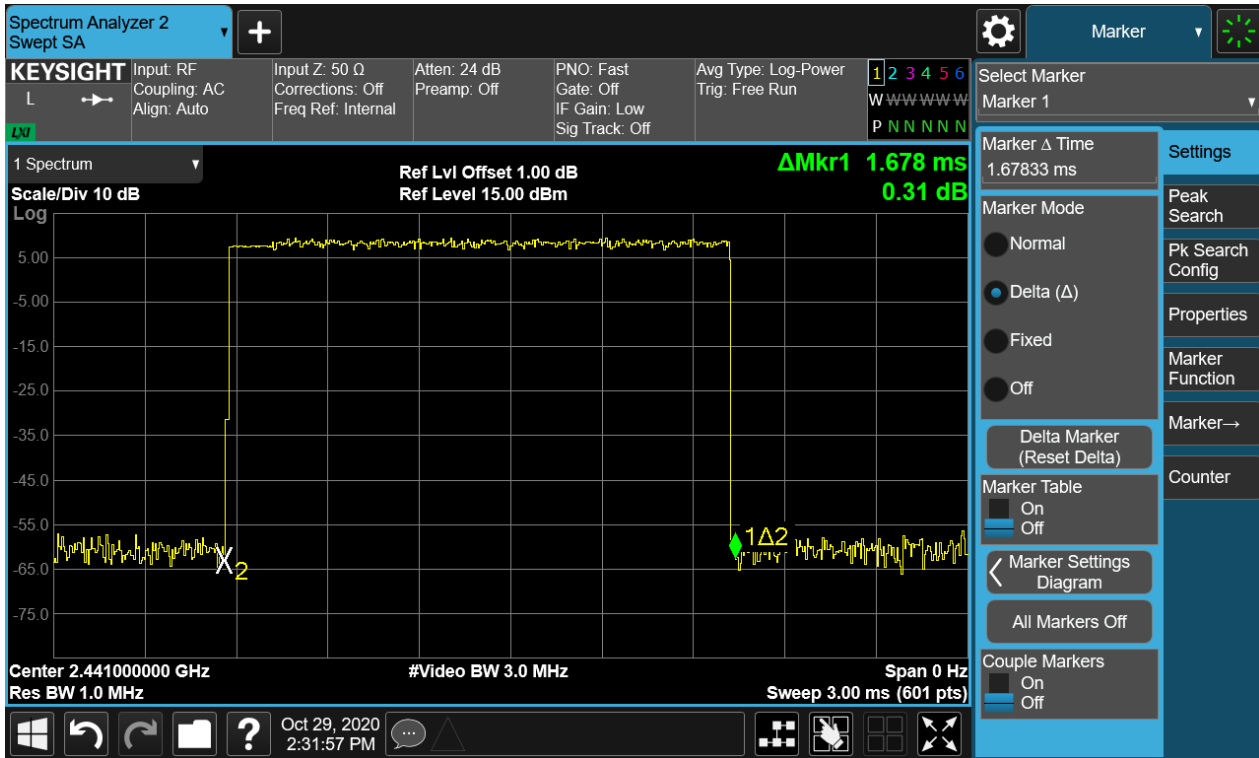 Spectrum Analyzer 2
Swept SA
+
Marker
KEYSIGHT
L
LXI
Input: RF
Coupling: AC
Align: Auto
Input Z: 50 Ω
Corrections: Off
Freq Ref: Internal
Atten: 24 dB
Preamp: Off
PNO: Fast
Gate: Off
IF Gain: Low
Sig Track: Off
Avg Type: Log-Power
Trig: Free Run
1 2 3 4 5 6
W W W W W W
P N N N N N
1 Spectrum
Scale/Div 10 dB
Log
Ref Lvl Offset 1.00 dB
Ref Level 15.00 dBm
ΔMkr1 1.678 ms
0.31 dB
5.00
-5.00
-15.0
-25.0
-35.0
-45.0
-55.0
-65.0
-75.0
X2
1Δ2
Center 2.441000000 GHz
#Video BW 3.0 MHz
Span 0 Hz
Res BW 1.0 MHz
Sweep 3.00 ms (601 pts)
?
Oct 29, 2020
2:31:57 PM
Select Marker
Marker 1
Marker Δ Time
1.67833 ms
Marker Mode
Normal
Delta (Δ)
Fixed
Off
Delta Marker
(Reset Delta)
Marker Table
On
Off
Marker Settings
Diagram
All Markers Off
Couple Markers
On
Off
Settings
Peak
Search
Pk Search
Config
Properties
Marker
Function
Marker→
Counter